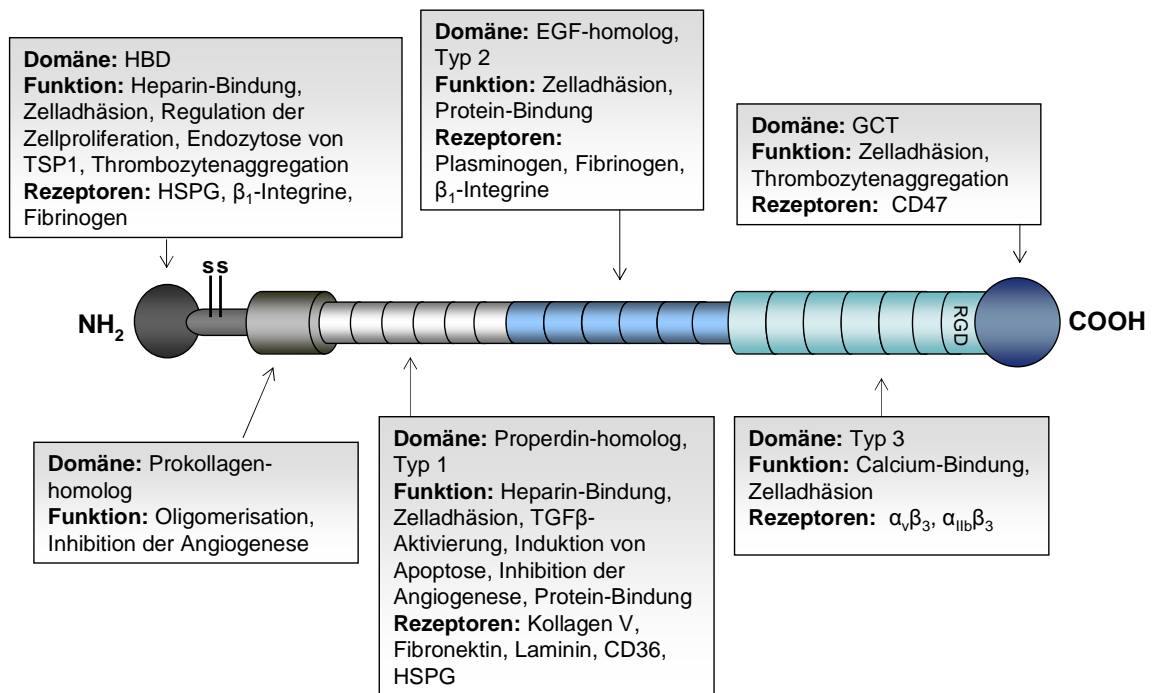 Domäne: HBD
Funktion: Heparin-Bindung,
Zelladhäsion, Regulation der
Zellproliferation, Endozytose von
TSP1, Thrombozytenaggregation
Rezeptoren: HSPG, β₁-Integrine,
Fibrinogen
Domäne: EGF-homolog,
Typ 2
Funktion: Zelladhäsion,
Protein-Bindung
Rezeptoren:
Plasminogen, Fibrinogen,
β₁-Integrine
Domäne: GCT
Funktion: Zelladhäsion,
Thrombozytenaggregation
Rezeptoren: CD47
s s
NH₂
RGD
COOH
Domäne: Prokollagen-
homolog
Funktion: Oligomerisation,
Inhibition der Angiogenese
Domäne: Properdin-homolog,
Typ 1
Funktion: Heparin-Bindung,
Zelladhäsion, TGFβ-
Aktivierung, Induktion von
Apoptose, Inhibition der
Angiogenese, Protein-Bindung
Rezeptoren: Kollagen V,
Fibronektin, Laminin, CD36,
HSPG
Domäne: Typ 3
Funktion: Calcium-Bindung,
Zelladhäsion
Rezeptoren: αᵥβ₃, α_IIbβ₃